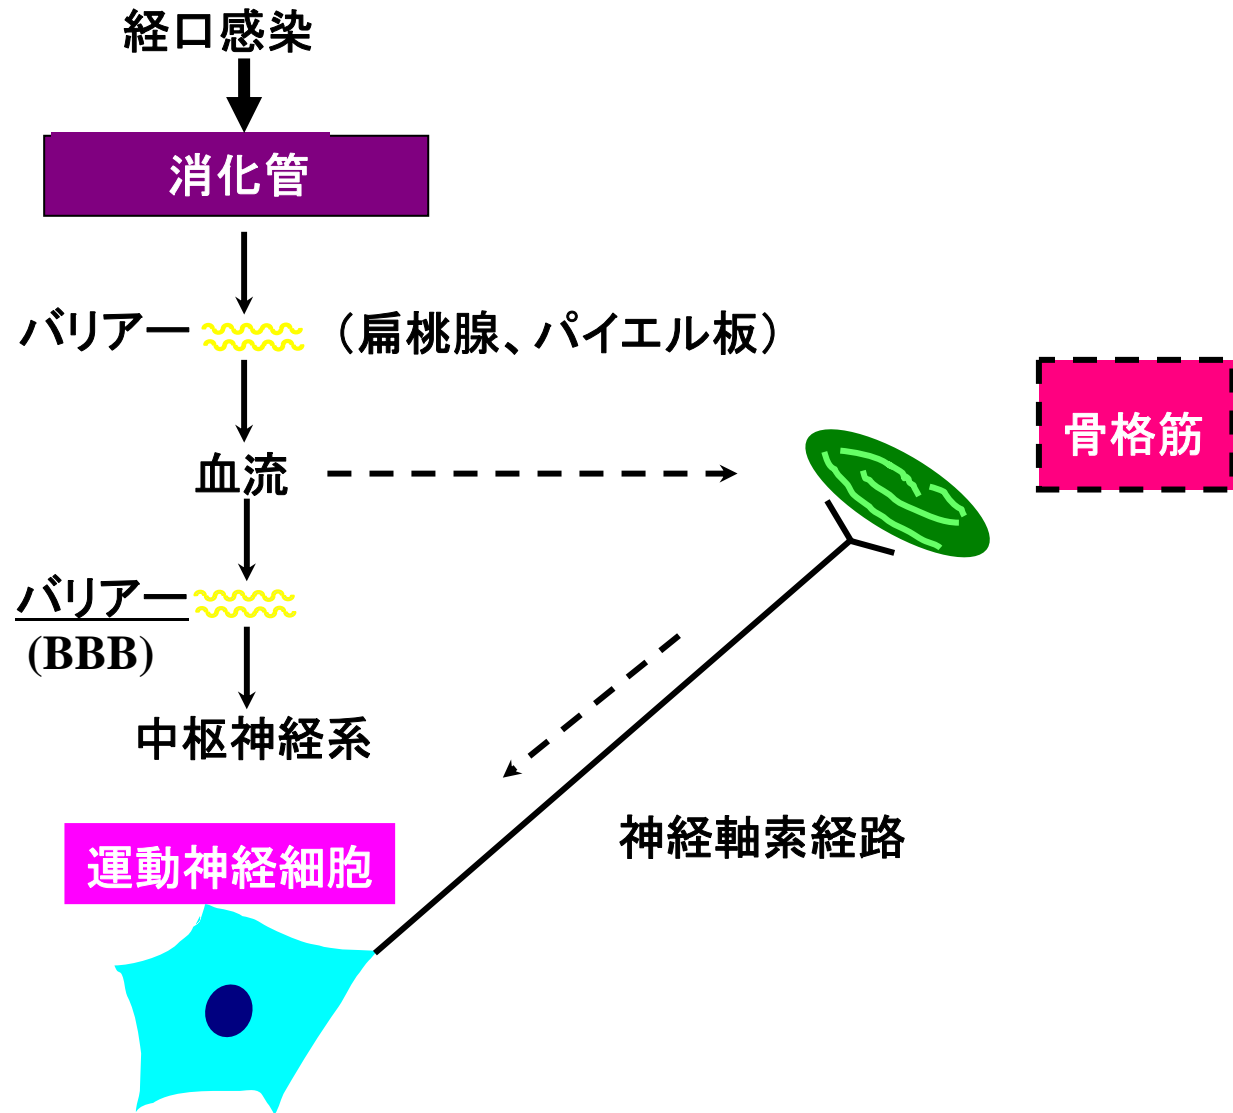 経口感染
消化管
バリアー
（扁桃腺、パイエル板）
骨格筋
血流
バリアー
(BBB)
中枢神経系
神経軸索経路
運動神経細胞